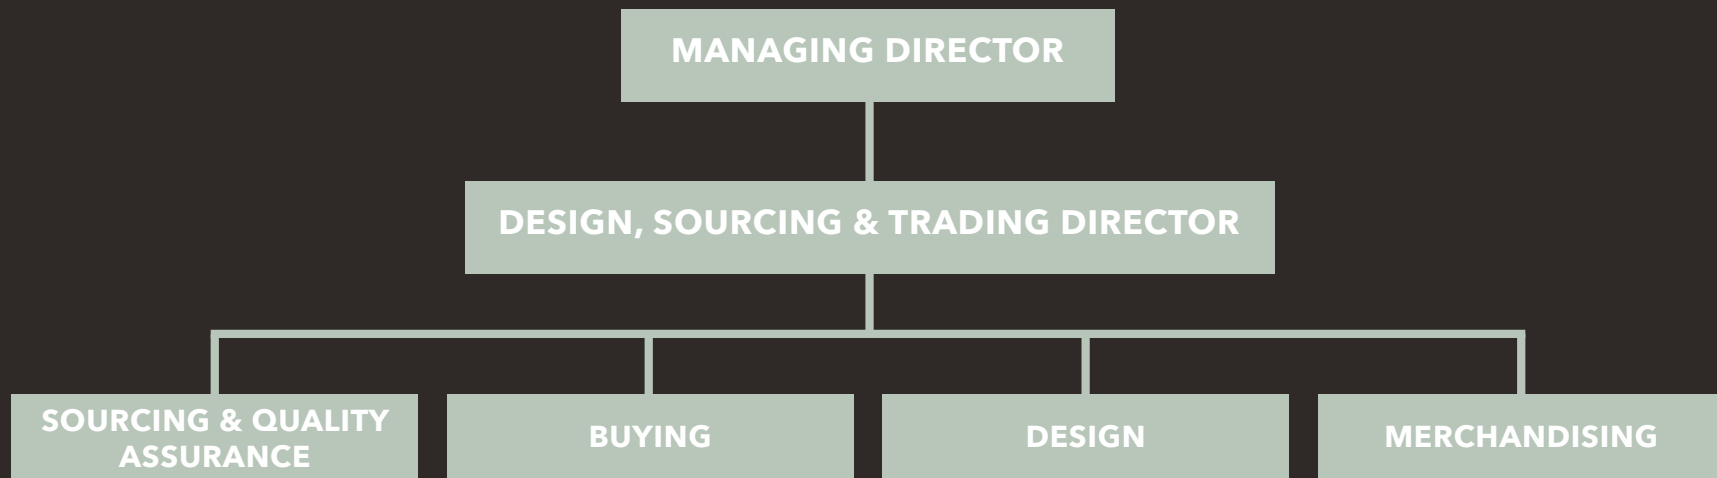 MANAGING DIRECTOR
DESIGN, SOURCING & TRADING DIRECTOR
SOURCING & QUALITY
ASSURANCE
BUYING
DESIGN
MERCHANDISING